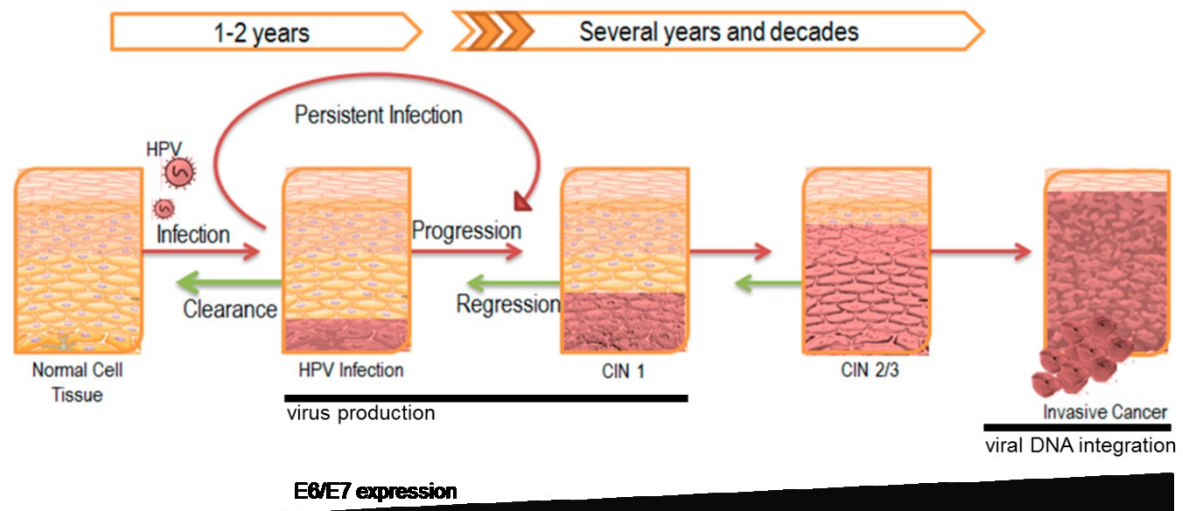 1-2 years
Several years and decades
Persistent Infection
HPV
Infection
Progression
Clearance
Regression
Normal Cell
Tissue
HPV Infection
CIN 1
CIN 2/3
Invasive Cancer
virus production
viral DNA integration
E6/E7 expression